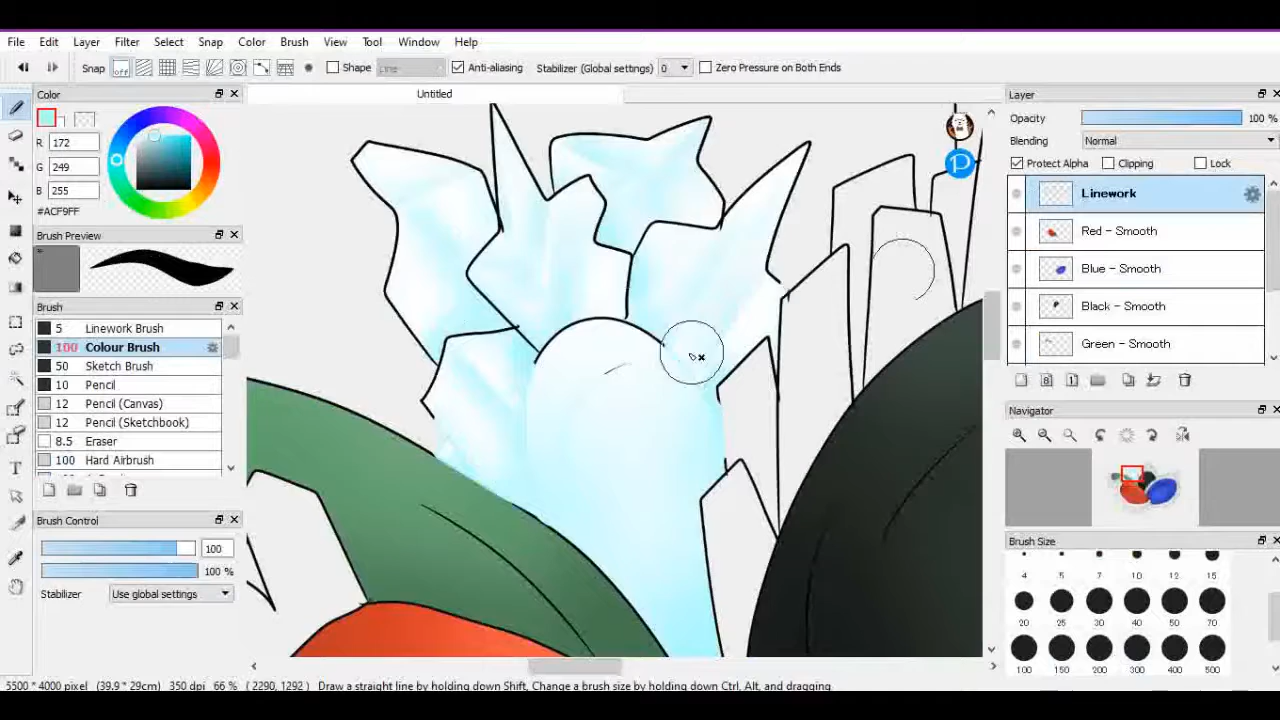 File Edit Layer Filter Select Snap Color Brush View Tool Window Help
Snap off Shape Line Anti-aliasing Stabilizer (Global settings) 0 Zero Pressure on Both Ends
Color
R 172
G 249
B 255
#ACF9FF
Brush Preview
Brush
5 Linework Brush
100 Colour Brush
50 Sketch Brush
10 Pencil
12 Pencil (Canvas)
12 Pencil (Sketchbook)
8.5 Eraser
100 Hard Airbrush
Brush Control
100
100 %
Stabilizer Use global settings
Untitled
Layer
Opacity 100 %
Blending Normal
Protect Alpha Clipping Lock
Linework
Red - Smooth
Blue - Smooth
Black - Smooth
Green - Smooth
Navigator
Brush Size
4 5 7 10 12 15
20 25 30 40 50 70
100 150 200 300 400 500
5500 * 4000 pixel (39.9 * 29cm) 350 dpi 66 % ( 2290, 1292 ) Draw a straight line by holding down Shift, Change a brush size by holding down Ctrl, Alt, and dragging